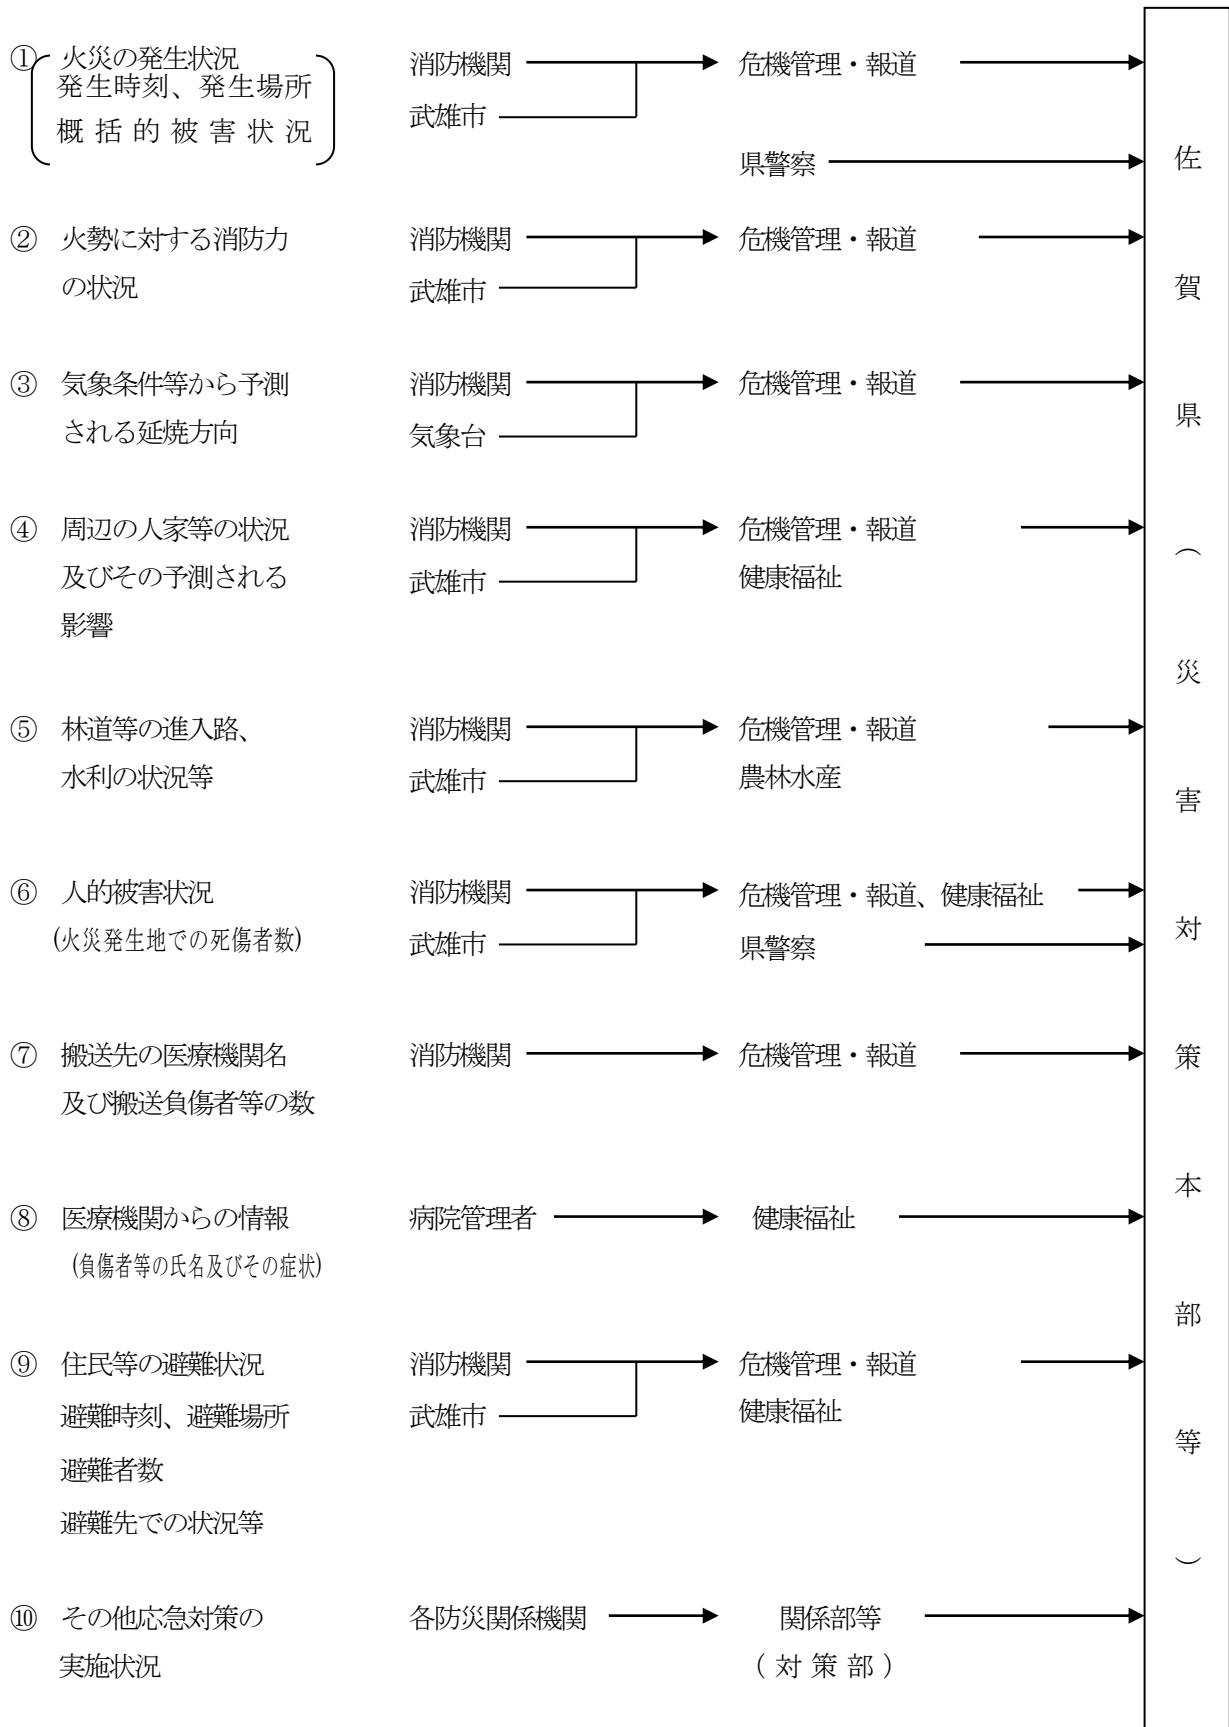 ① 火災の発生状況 消防機関 危機管理・報道
発生時刻、発生場所
概括的被害状況 武雄市
県警察
② 火勢に対する消防力 消防機関 危機管理・報道
の状況 武雄市
③ 気象条件等から予測 消防機関 危機管理・報道
される延焼方向 気象台
④ 周辺の人家等の状況 消防機関 危機管理・報道
及びその予測される 武雄市 健康福祉
影響
⑤ 林道等の進入路、 消防機関 危機管理・報道
水利の状況等 武雄市 農林水産
⑥ 人的被害状況 消防機関 危機管理・報道、健康福祉
(火災発生地での死傷者数) 武雄市 県警察
⑦ 搬送先の医療機関名 消防機関 危機管理・報道
及び搬送負傷者等の数
⑧ 医療機関からの情報 病院管理者 健康福祉
(負傷者等の氏名及びその症状)
⑨ 住民等の避難状況 消防機関 危機管理・報道
避難時刻、避難場所 武雄市 健康福祉
避難者数
避難先での状況等
⑩ その他応急対策の 各防災関係機関 関係部等
実施状況 (対策部)
佐賀県(災害対策本部等)